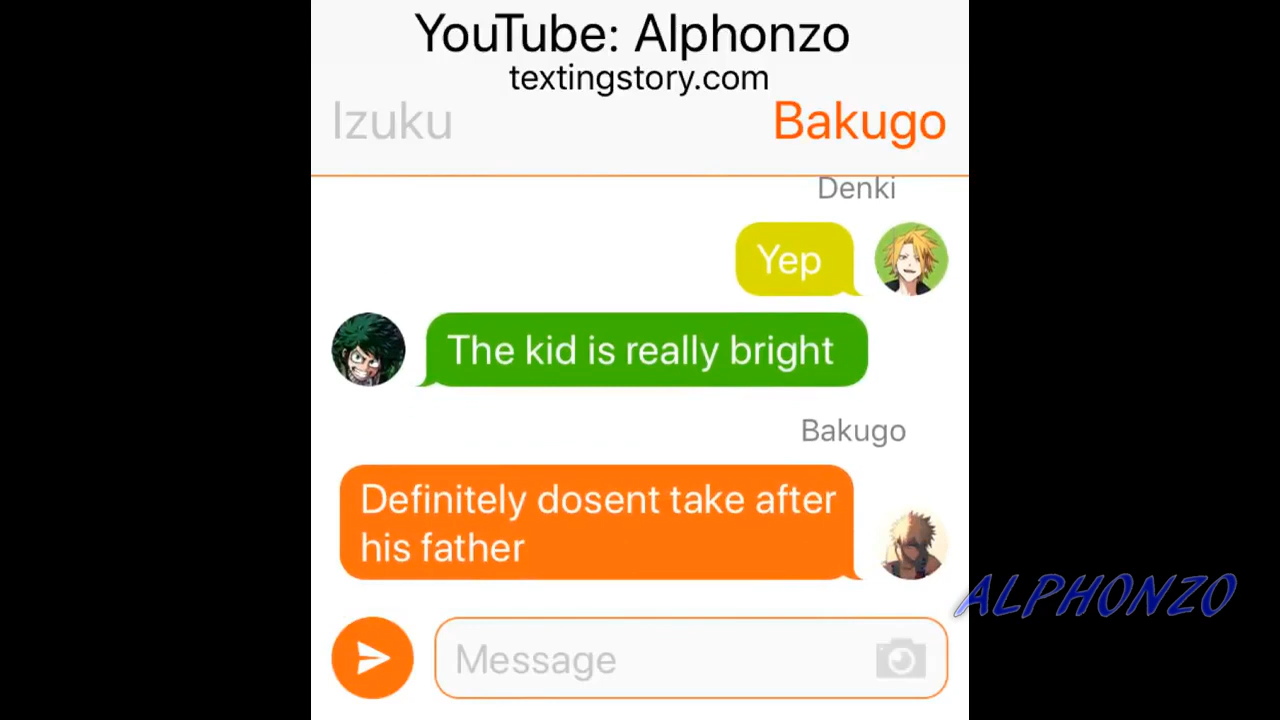 YouTube: Alphonzo
textingstory.com
Izuku
Bakugo
Denki
Yep
The kid is really bright
Bakugo
Definitely dosent take after
his father
ALPHONZO
Message